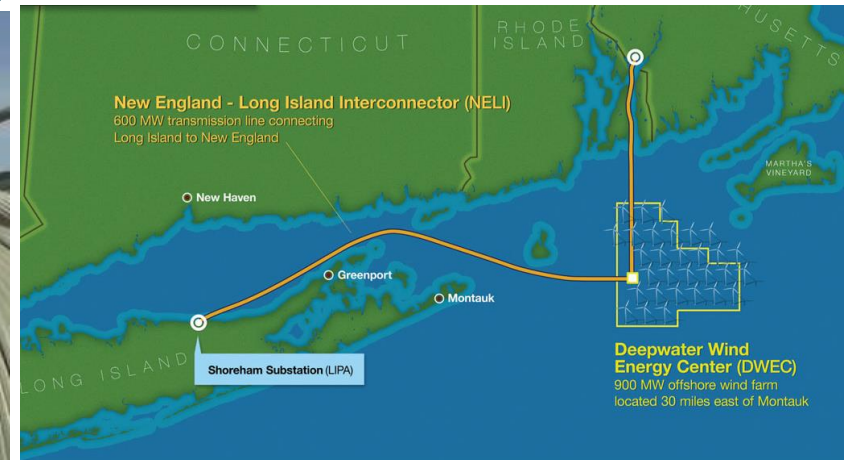 CONNECTICUT
RHODE
ISLAND
HUSETTS
New England - Long Island Interconnector (NELI)
600 MW transmission line connecting
Long Island to New England
MARTHA'S
VINEYARD
New Haven
Greenport
Montauk
Shoreham Substation (LIPA)
LONG ISLAND
Deepwater Wind
Energy Center (DWEC)
900 MW offshore wind farm
located 30 miles east of Montauk